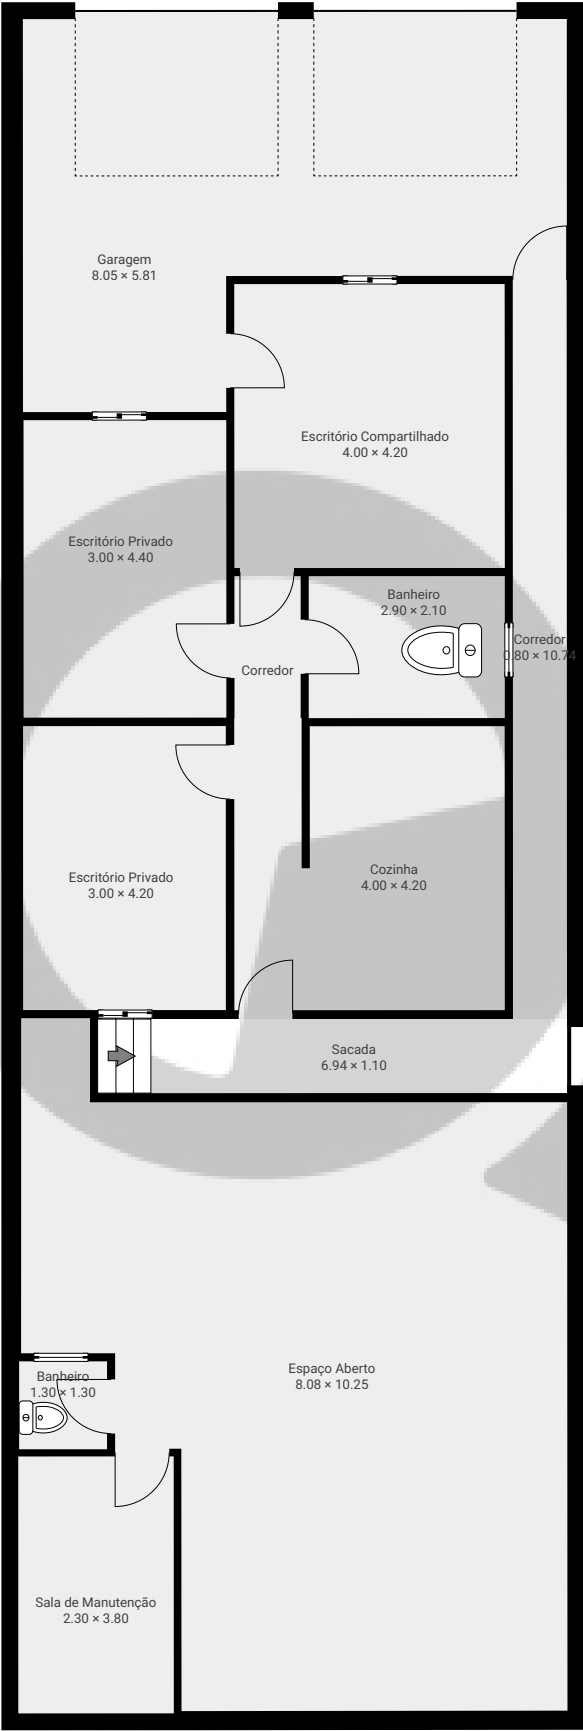 Garagem
8.05 × 5.81
Escritório Compartilhado
4.00 × 4.20
Escritório Privado
3.00 × 4.40
Banheiro
2.90 × 2.10
Corredor
0.80 × 10.74
Corredor
Cozinha
4.00 × 4.20
Escritório Privado
3.00 × 4.20
Sacada
6.94 × 1.10
Espaço Aberto
8.08 × 10.25
Banheiro
1.30 × 1.30
Sala de Manutenção
2.30 × 3.80